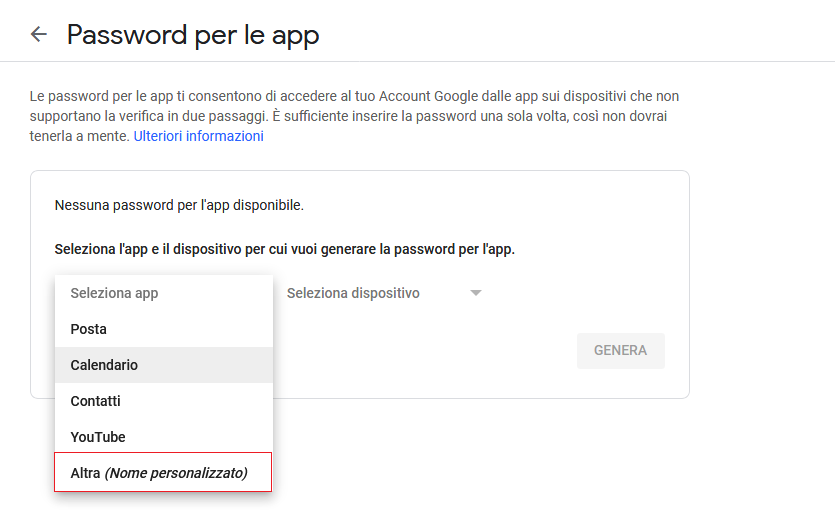 Password per le app
Le password per le app ti consentono di accedere al tuo Account Google dalle app sui dispositivi che non
supportano la verifica in due passaggi. È sufficiente inserire la password una sola volta, così non dovrai
tenerla a mente. Ulteriori informazioni
Nessuna password per l'app disponibile.
Seleziona l'app e il dispositivo per cui vuoi generare la password per l'app.
Seleziona app
Seleziona dispositivo
Posta
Calendario
Contatti
YouTube
Altra (Nome personalizzato)
GENERA